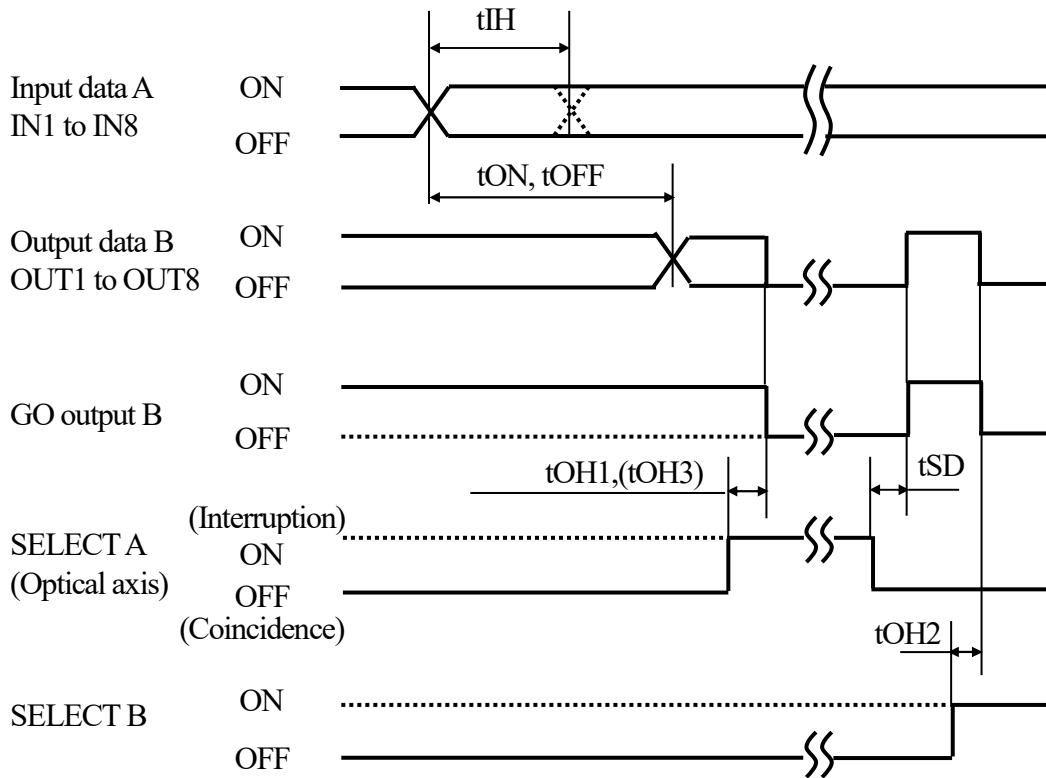 tIH
Input data A
IN1 to IN8
ON
OFF
tON, tOFF
Output data B
OUT1 to OUT8
ON
OFF
GO output B
ON
OFF
tOH1,(tOH3)
tSD
SELECT A
(Optical axis)
(Interruption)
ON
OFF
(Coincidence)
tOH2
SELECT B
ON
OFF